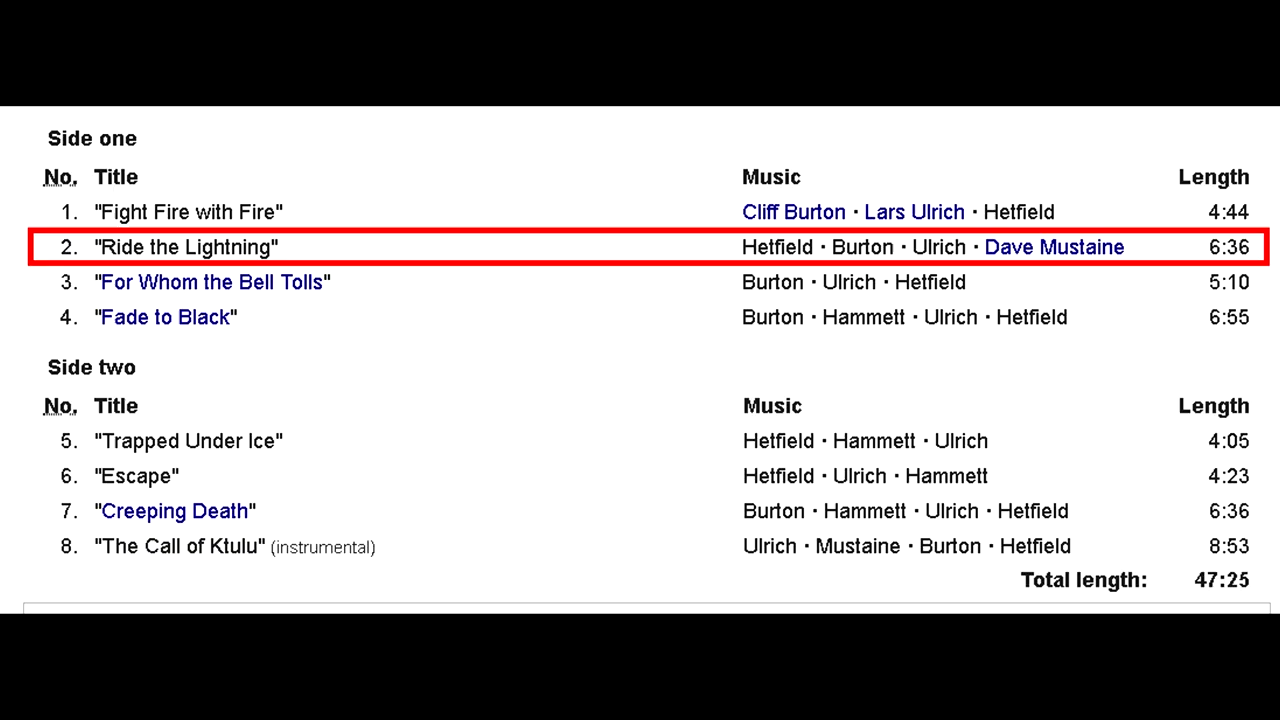 Side one
No. Title Music Length
1. "Fight Fire with Fire" Cliff Burton · Lars Ulrich · Hetfield 4:44
2. "Ride the Lightning" Hetfield · Burton · Ulrich · Dave Mustaine 6:36
3. "For Whom the Bell Tolls" Burton · Ulrich · Hetfield 5:10
4. "Fade to Black" Burton · Hammett · Ulrich · Hetfield 6:55
Side two
No. Title Music Length
5. "Trapped Under Ice" Hetfield · Hammett · Ulrich 4:05
6. "Escape" Hetfield · Ulrich · Hammett 4:23
7. "Creeping Death" Burton · Hammett · Ulrich · Hetfield 6:36
8. "The Call of Ktulu" (instrumental) Ulrich · Mustaine · Burton · Hetfield 8:53
Total length: 47:25